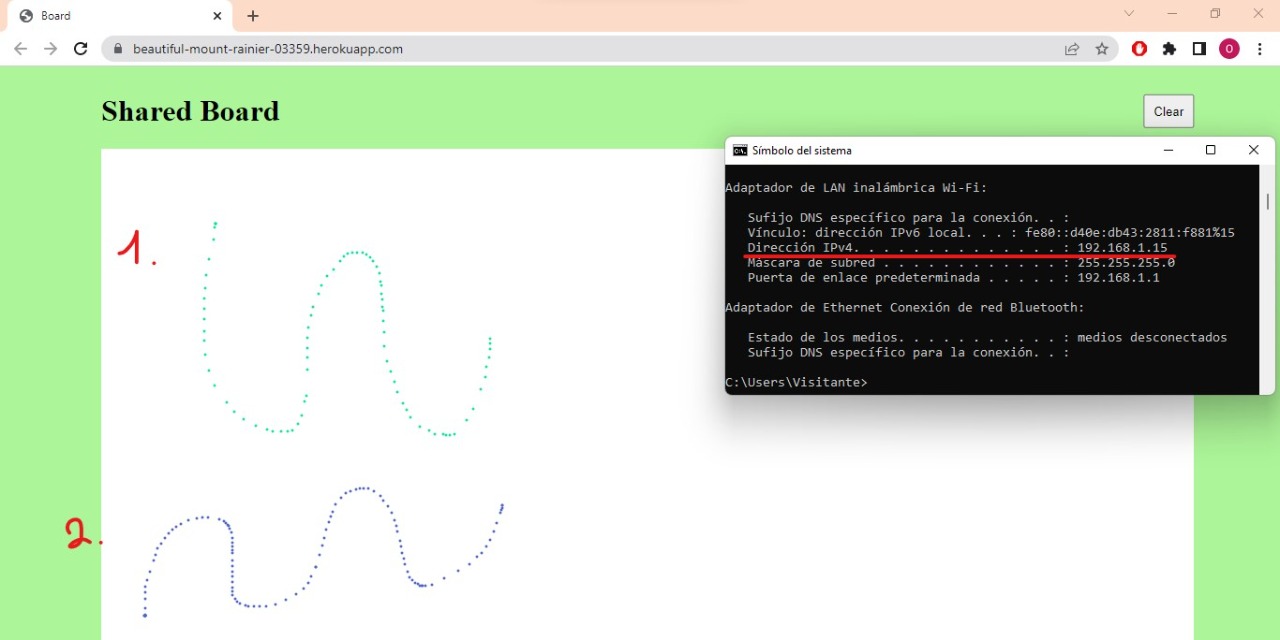 Board
beautiful-mount-rainier-03359.herokuapp.com
O
Shared Board
Clear
Símbolo del sistema
Adaptador de LAN inalámbrica Wi-Fi:
Sufijo DNS específico para la conexión. . :
Vínculo: dirección IPv6 local. . . : fe80::d40e:db43:2811:f881%15
Dirección IPv4. . . . . . . . . . . . . . : 192.168.1.15
Máscara de subred . . . . . . . . . . . . : 255.255.255.0
Puerta de enlace predeterminada . . . . . : 192.168.1.1
Adaptador de Ethernet Conexión de red Bluetooth:
Estado de los medios. . . . . . . . . . . : medios desconectados
Sufijo DNS específico para la conexión. . :
C:\Users\Visitante>
1.
2.